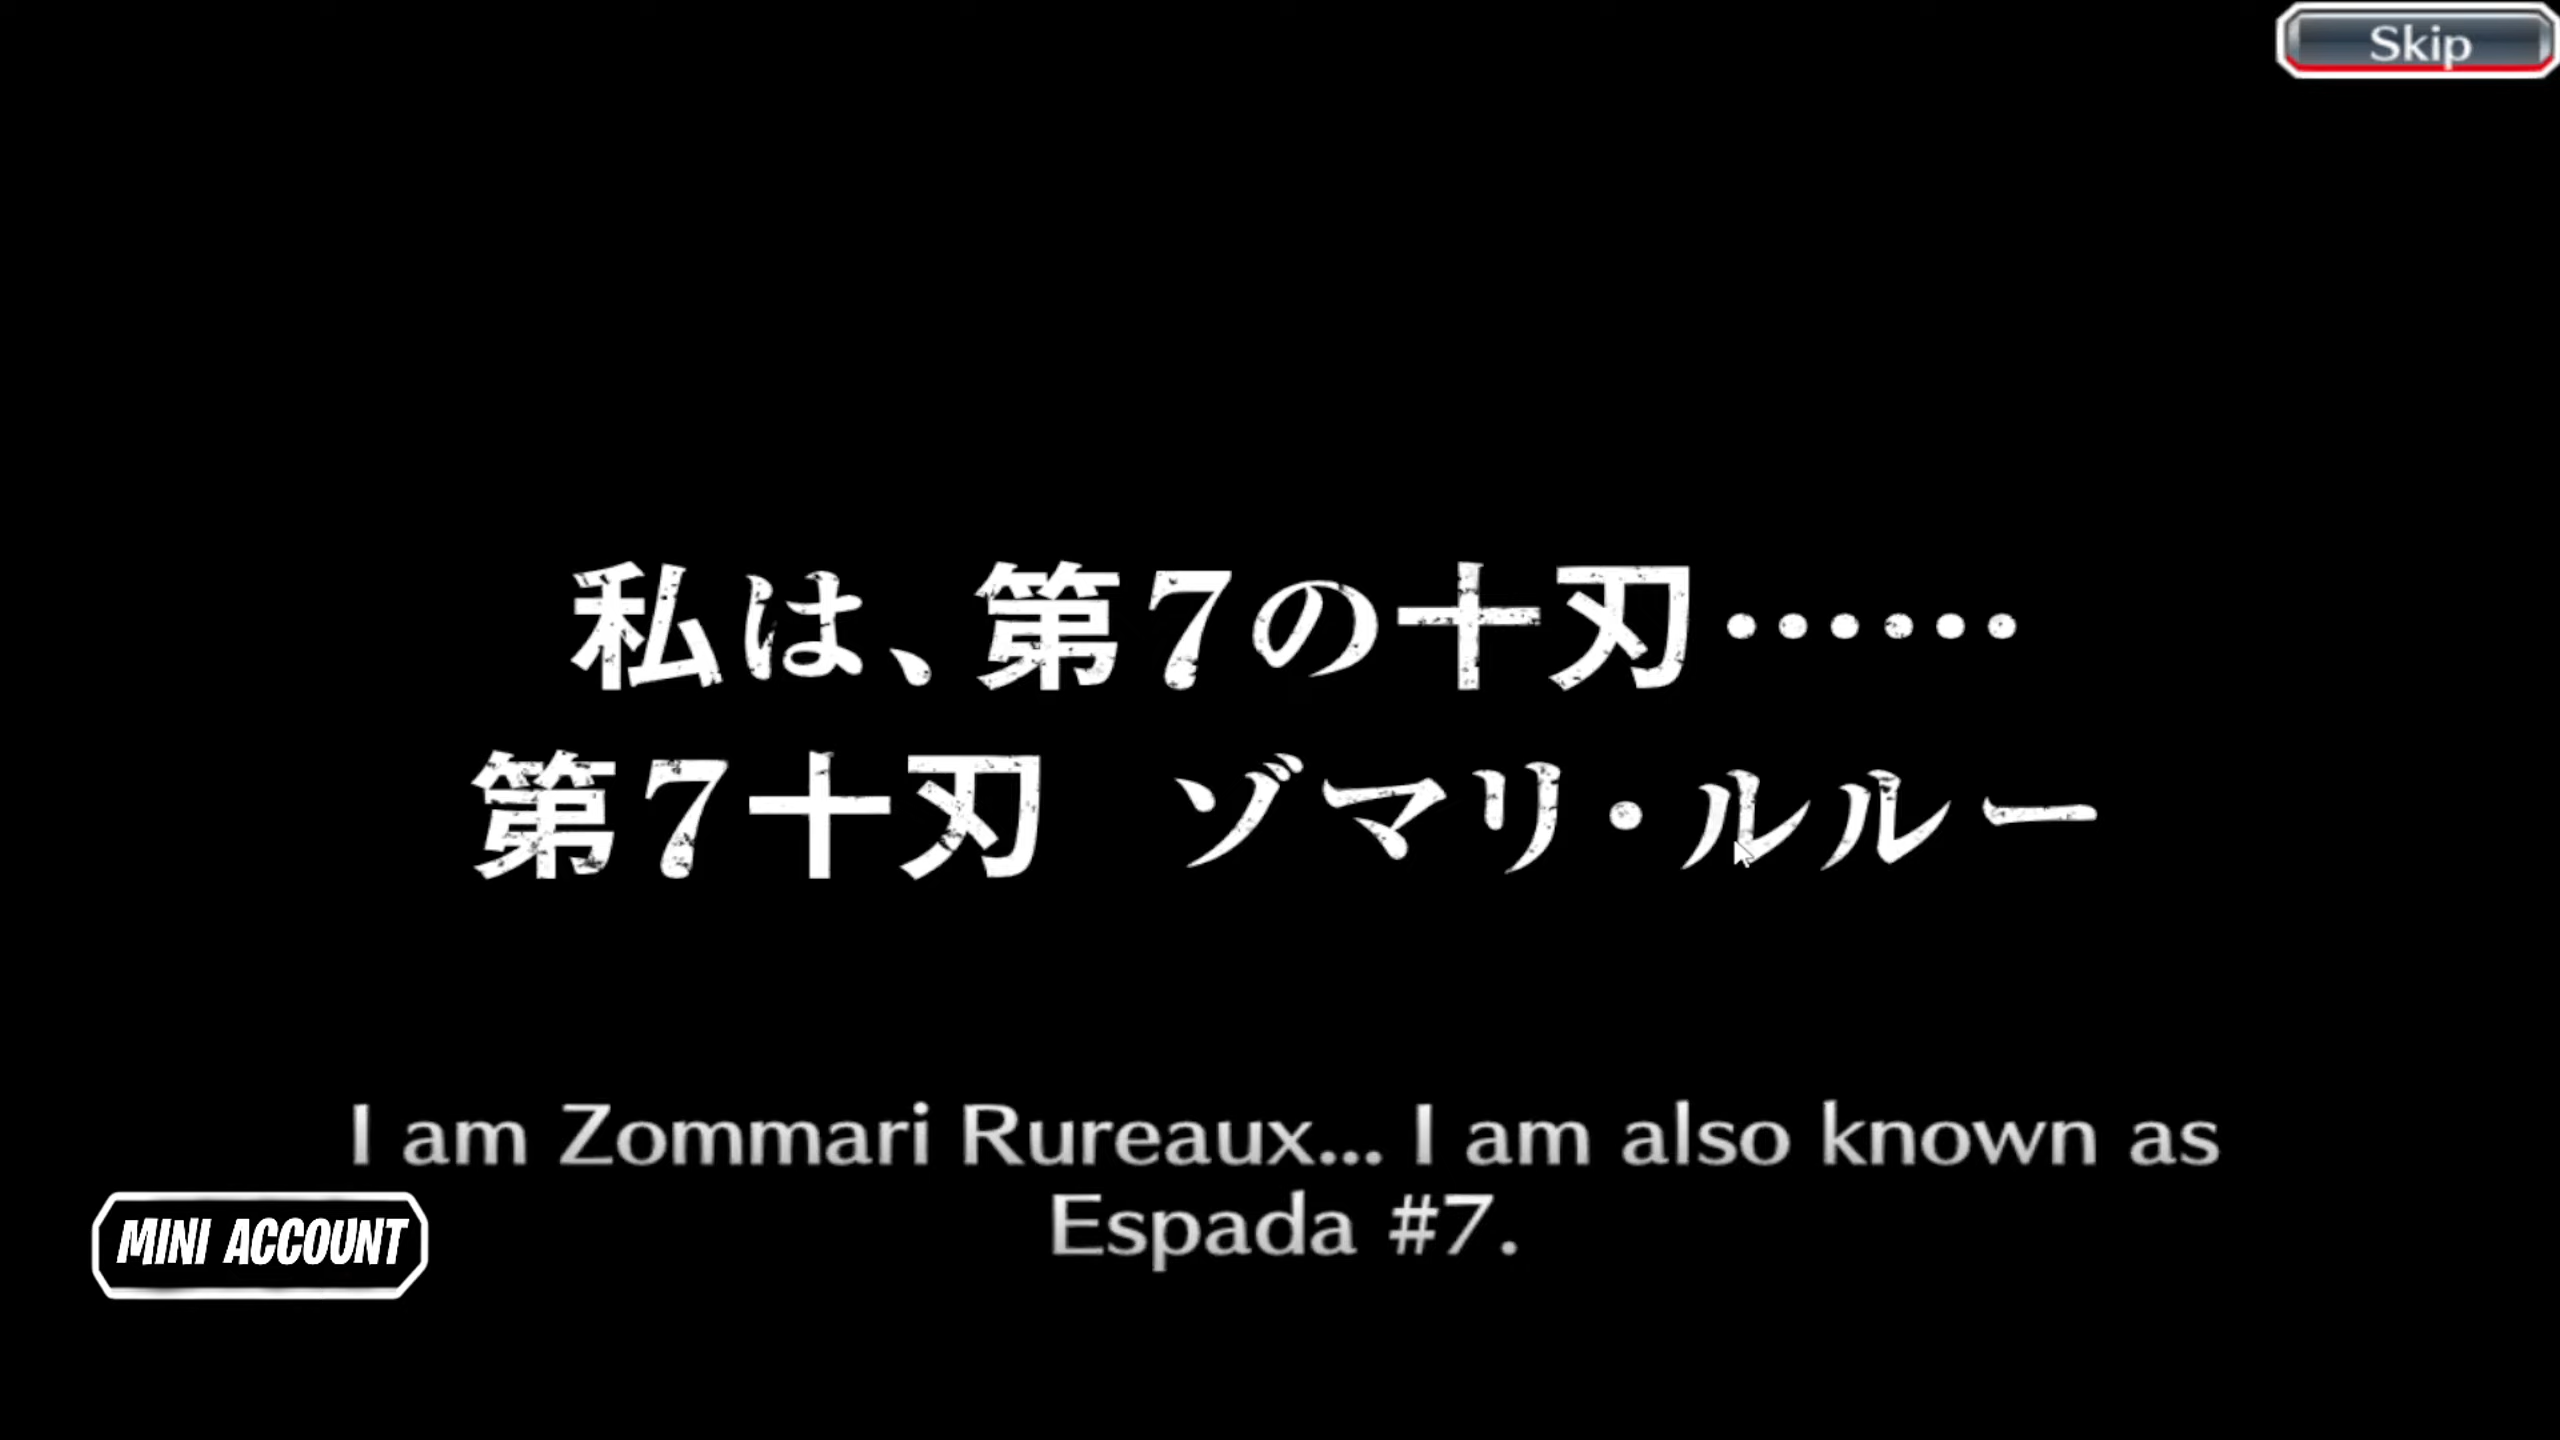 Skip
私は、第7の十刃……
第7十刃　ゾマリ・ルルー
I am Zommari Rureaux... I am also known as
Espada #7.
MINI ACCOUNT